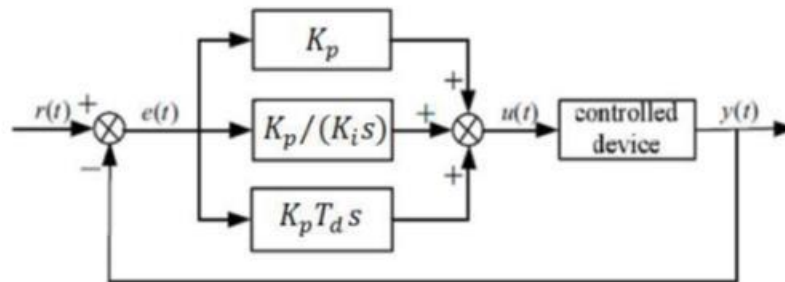 K_p
r(t) + e(t) K_p/(K_i s) + + + u(t) controlled device y(t)
−
K_p T_d s